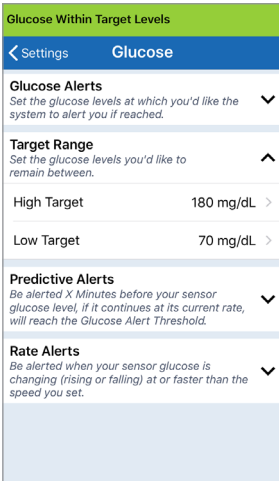 Glucose Within Target Levels
Settings
Glucose
Glucose Alerts
Set the glucose levels at which you'd like the
system to alert you if reached.
Target Range
Set the glucose levels you'd like to
remain between.
High Target 180 mg/dL
Low Target 70 mg/dL
Predictive Alerts
Be alerted X Minutes before your sensor
glucose level, if it continues at its current rate,
will reach the Glucose Alert Threshold.
Rate Alerts
Be alerted when your sensor glucose is
changing (rising or falling) at or faster than the
speed you set.